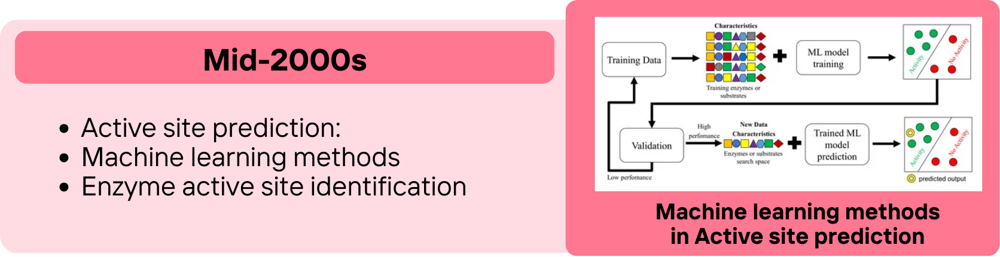 Mid-2000s
• Active site prediction:
• Machine learning methods
• Enzyme active site identification
Characteristics
Training Data
ML model
training
Training enzymes or
substrates
Activity
No Activity
Validation
High
perfomance
New Data
Characteristics
Enzymes or substrates
search space
Trained ML
model
prediction
Activity
No Activity
Low perfomance
predicted output
Machine learning methods
in Active site prediction